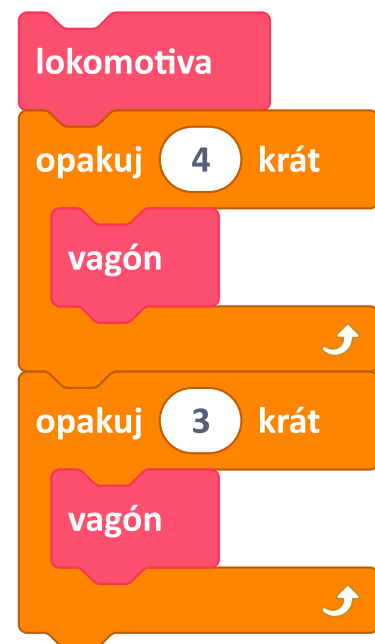 lokomotiva
opakuj 4 krát
vagón
opakuj 3 krát
vagón